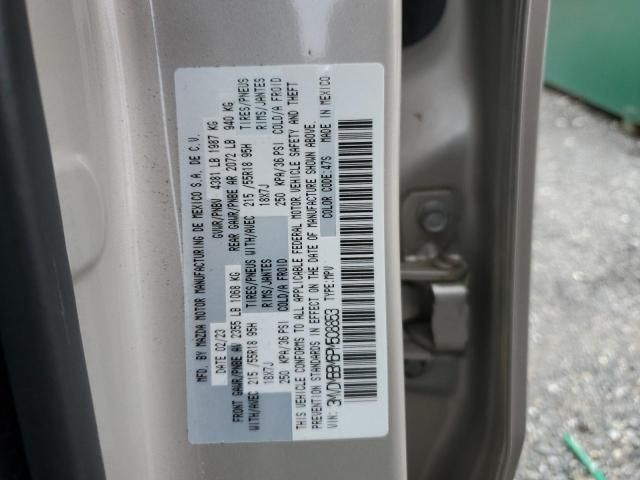 MFD. BY MAZDA MOTOR MANUFACTURING DE MEXICO S.A. DE C.V.
DATE 02/23 GVWR/PNBV 4381 LB 1987 KG
FRONT GAWR/PNBE AV 2355 LB 1068 KG REAR GAWR/PNBE AR 2072 LB 940 KG
WITH/AVEC 215 /55R18 95H TIRES/PNEUS WITH/AVEC 215 /55R18 95H TIRES/PNEUS
18X7J RIMS/JANTES 18X7J RIMS/JANTES
250 KPA/36 PSI COLD/A FROID 250 KPA/36 PSI COLD/A FROID
THIS VEHICLE CONFORMS TO ALL APPLICABLE FEDERAL MOTOR VEHICLE SAFETY AND THEFT
PREVENTION STANDARDS IN EFFECT ON THE DATE OF MANUFACTURE SHOWN ABOVE.
COLOR CODE:47S MADE IN MEXICO
VIN: TYPE:MPV